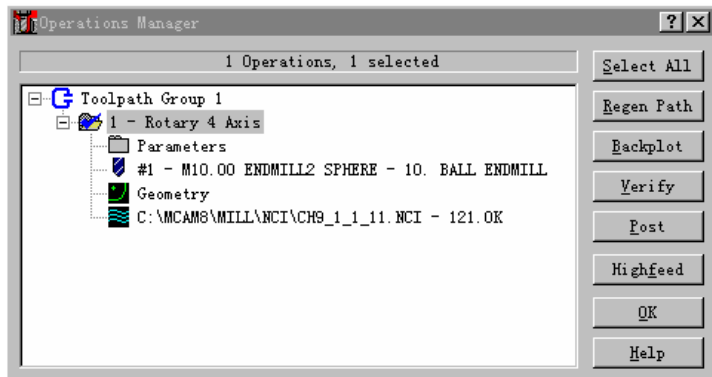 Operations Manager
1 Operations, 1 selected
Select All
Toolpath Group 1
1 - Rotary 4 Axis
Regen Path
Parameters
Backplot
#1 - M10.00 ENDMILL2 SPHERE - 10. BALL ENDMILL
Geometry
Verify
C:\MCAM8\MILL\NCI\CH9_1_1_11.NCI - 121.0K
Post
Highfeed
OK
Help